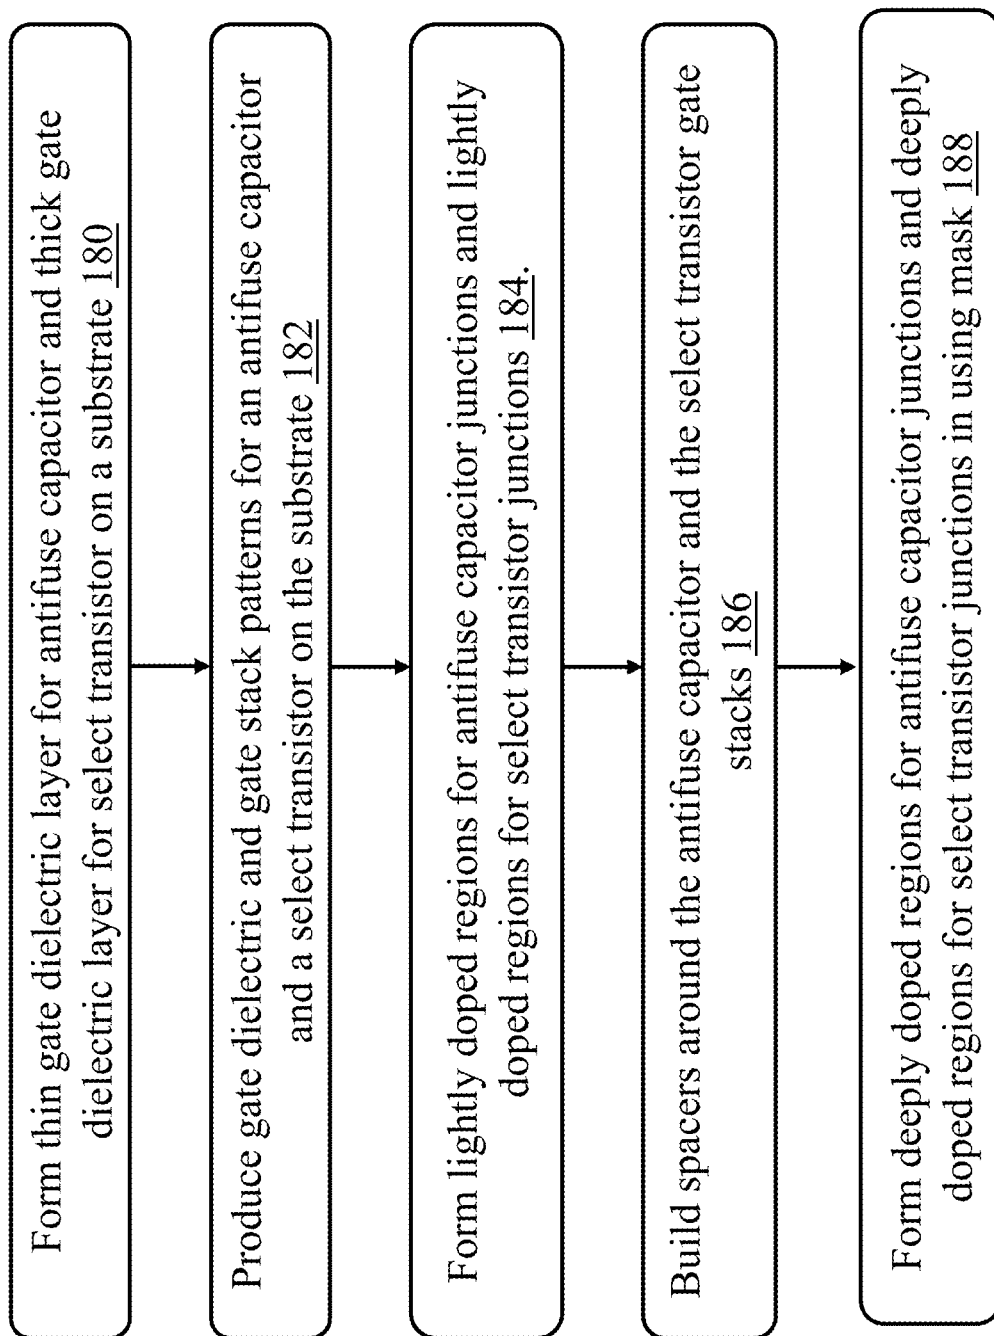 Form thin gate dielectric layer for antifuse capacitor and thick gate
dielectric layer for select transistor on a substrate 180
Produce gate dielectric and gate stack patterns for an antifuse capacitor
and a select transistor on the substrate 182
Form lightly doped regions for antifuse capacitor junctions and lightly
doped regions for select transistor junctions 184.
Build spacers around the antifuse capacitor and the select transistor gate
stacks 186
Form deeply doped regions for antifuse capacitor junctions and deeply
doped regions for select transistor junctions in using mask 188